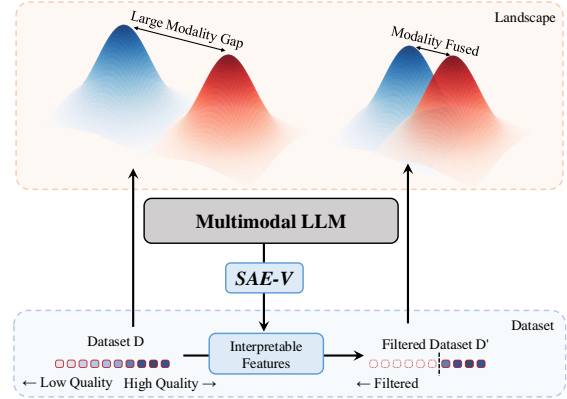 Landscape
Large Modality Gap
Modality Fused
Multimodal LLM
SAE-V
Dataset
Dataset D
Interpretable
Features
Filtered Dataset D'
← Low Quality
High Quality →
← Filtered